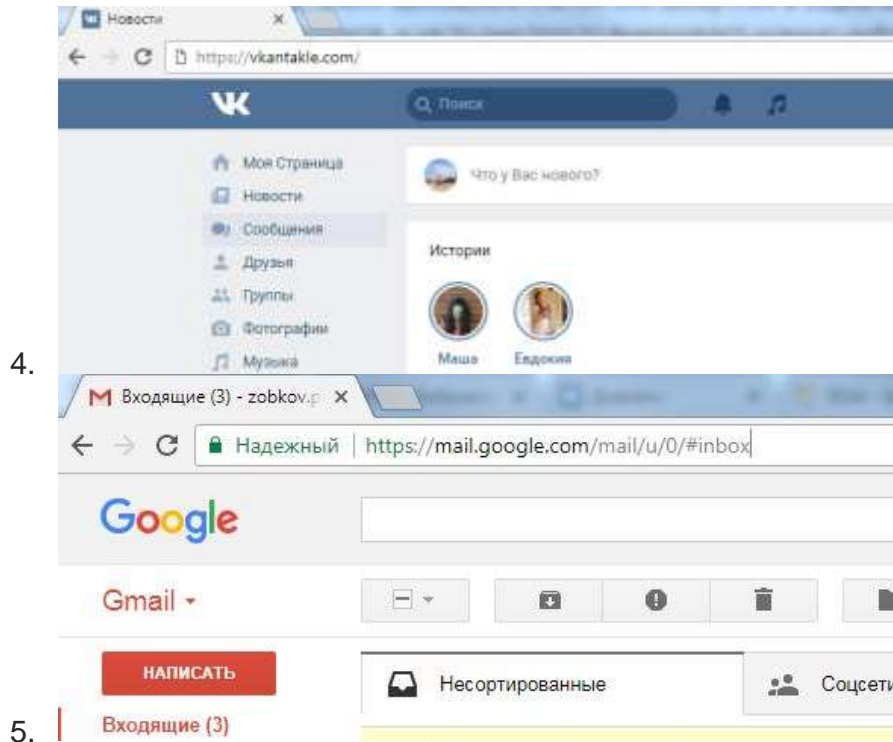 Новости
https://vkantakle.com/
Поиск
Моя Страница
Что у Вас нового?
Новости
Сообщения
Друзья
Истории
Группы
Фотографии
Музыка
Маша Евдокия
4.
Входящие (3) - zobkov.p
Надежный https://mail.google.com/mail/u/0/#inbox
Google
Gmail
НАПИСАТЬ
Несортированные Соцсети
Входящие (3)
5.